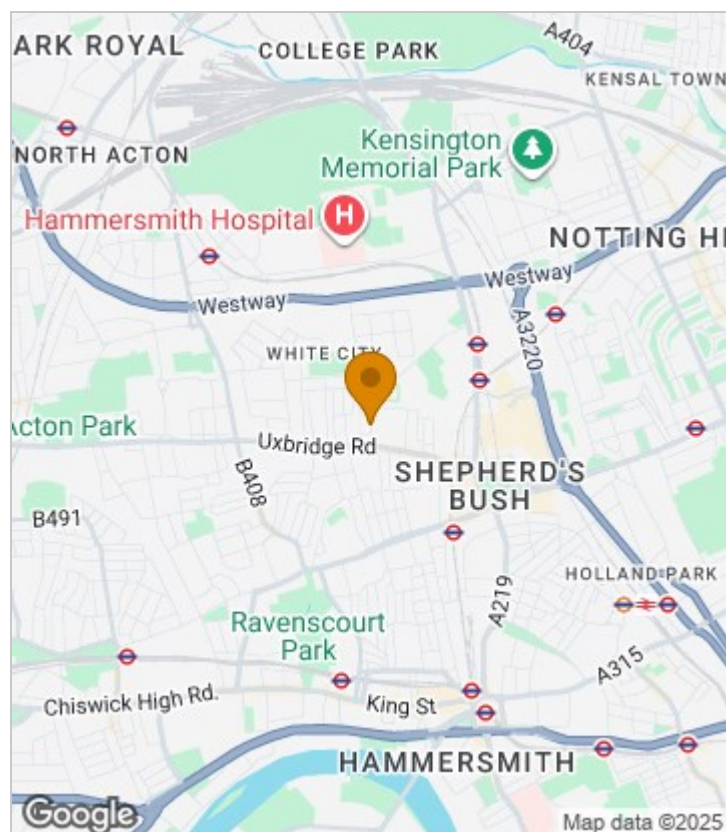 A404
ARK ROYAL
COLLEGE PARK
KENSAL TOWN
Kensington
Memorial Park
NORTH ACTON
Hammersmith Hospital
H
NOTTING HI
Westway
Westway
A3220
WHITE CITY
Acton Park
Uxbridge Rd
SHEPHERD'S
BUSH
B408
B491
HOLLAND PARK
A219
Ravenscourt
Park
A315
Chiswick High Rd.
King St
HAMMERSMITH
Google
Map data ©2025